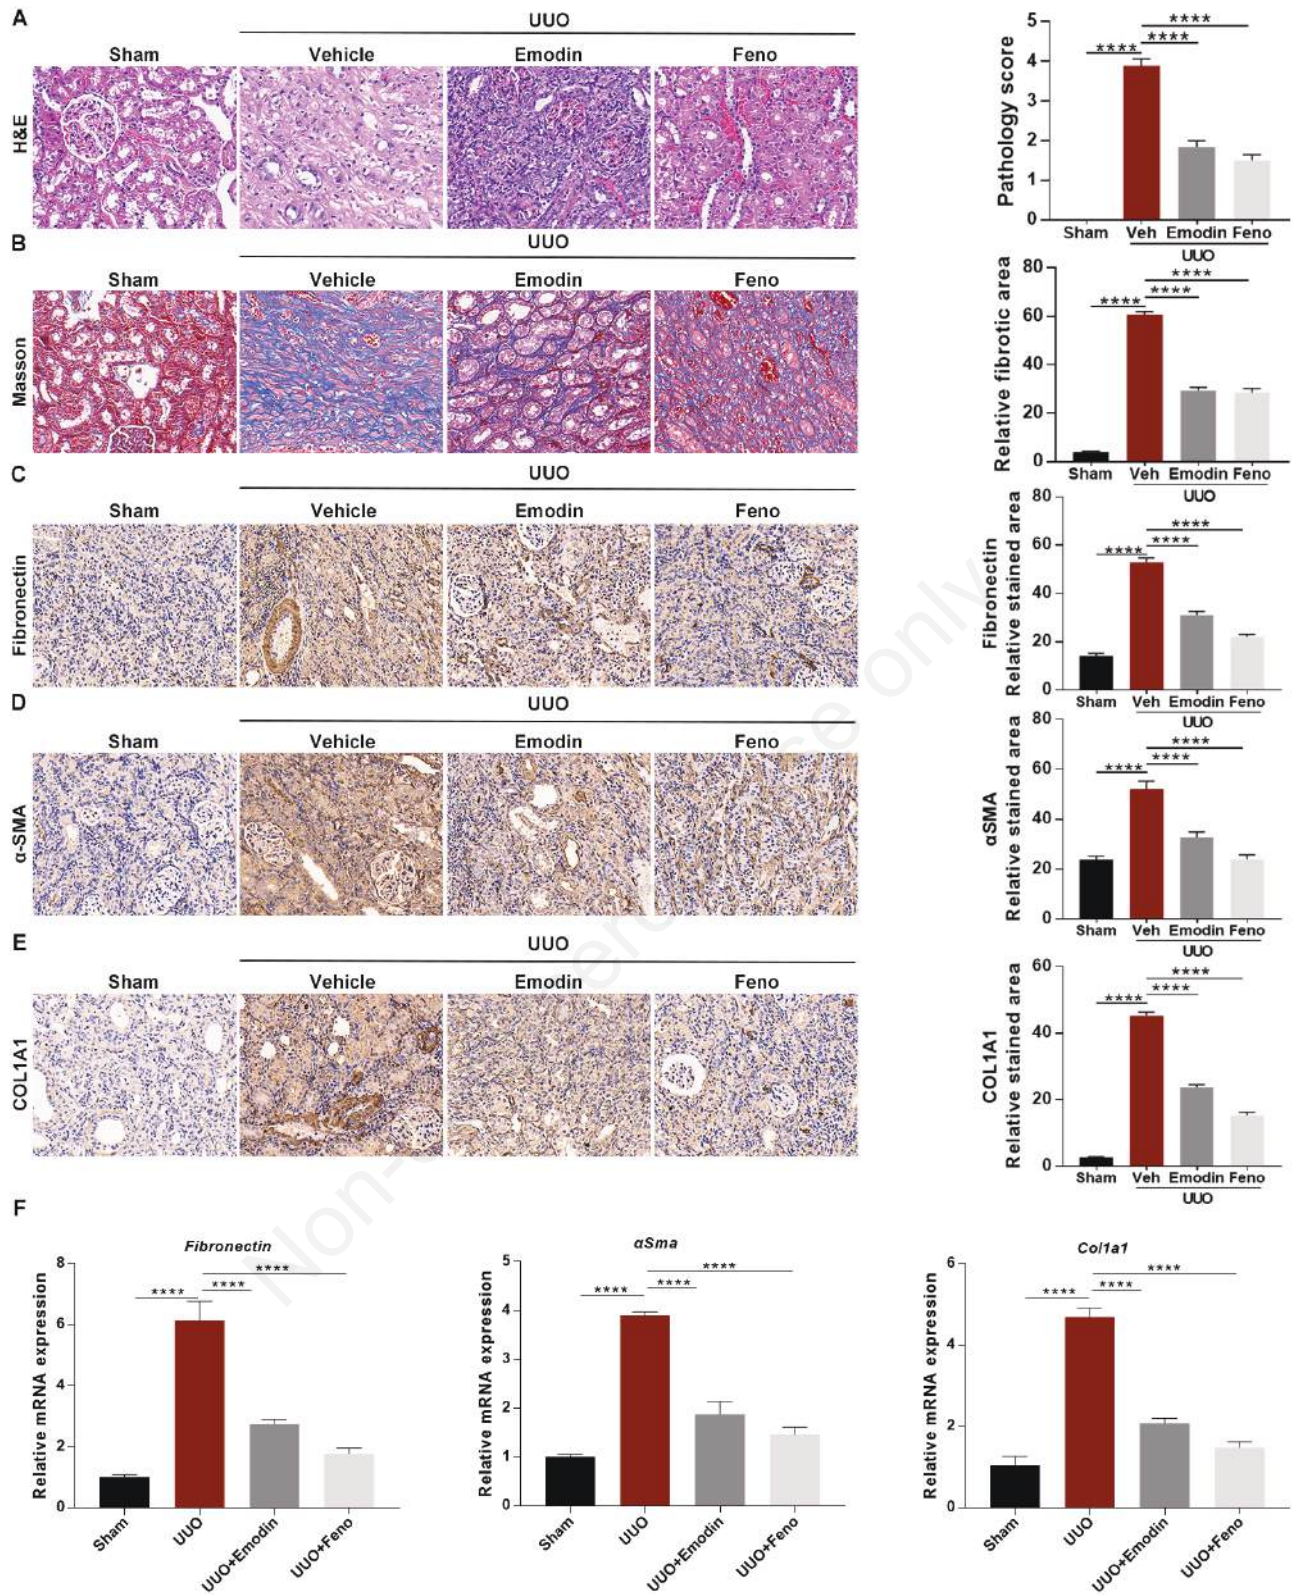 A
UUO
Sham Vehicle Emodin Feno
H&E
Pathology score
5
4
3
2
1
0
**** **** ****
Sham Veh Emodin Feno
UUO
B
UUO
Sham Vehicle Emodin Feno
Masson
Relative fibrotic area
80
60
40
20
0
**** **** ****
Sham Veh Emodin Feno
UUO
C
UUO
Sham Vehicle Emodin Feno
Fibronectin
Fibronectin
Relative stained area
80
60
40
20
0
**** **** ****
Sham Veh Emodin Feno
UUO
D
UUO
Sham Vehicle Emodin Feno
α-SMA
αSMA
Relative stained area
80
60
40
20
0
**** **** ****
Sham Veh Emodin Feno
UUO
E
UUO
Sham Vehicle Emodin Feno
COL1A1
COL1A1
Relative stained area
60
40
20
0
**** **** ****
Sham Veh Emodin Feno
UUO
F
Fibronectin
Relative mRNA expression
8
6
4
2
0
**** **** ****
Sham UUO UUO+Emodin UUO+Feno
αSma
Relative mRNA expression
5
4
3
2
1
0
**** **** ****
Sham UUO UUO+Emodin UUO+Feno
Col1a1
Relative mRNA expression
6
4
2
0
**** **** ****
Sham UUO UUO+Emodin UUO+Feno
only